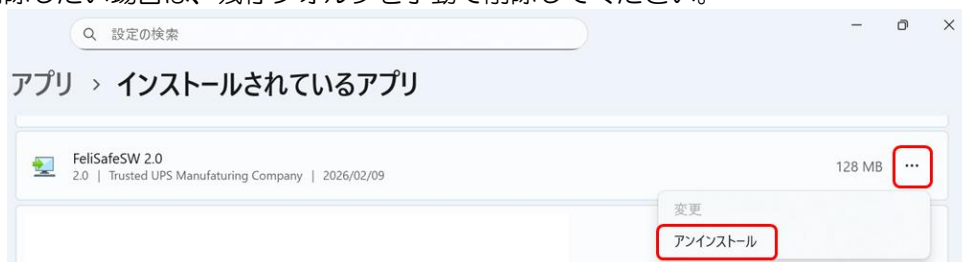 したい場合は、残存フォルダを手動で削除してください。
設定の検索
アプリ › インストールされているアプリ
FeliSafeSW 2.0
2.0 | Trusted UPS Manufaturing Company | 2026/02/09
128 MB ...
変更
アンインストール